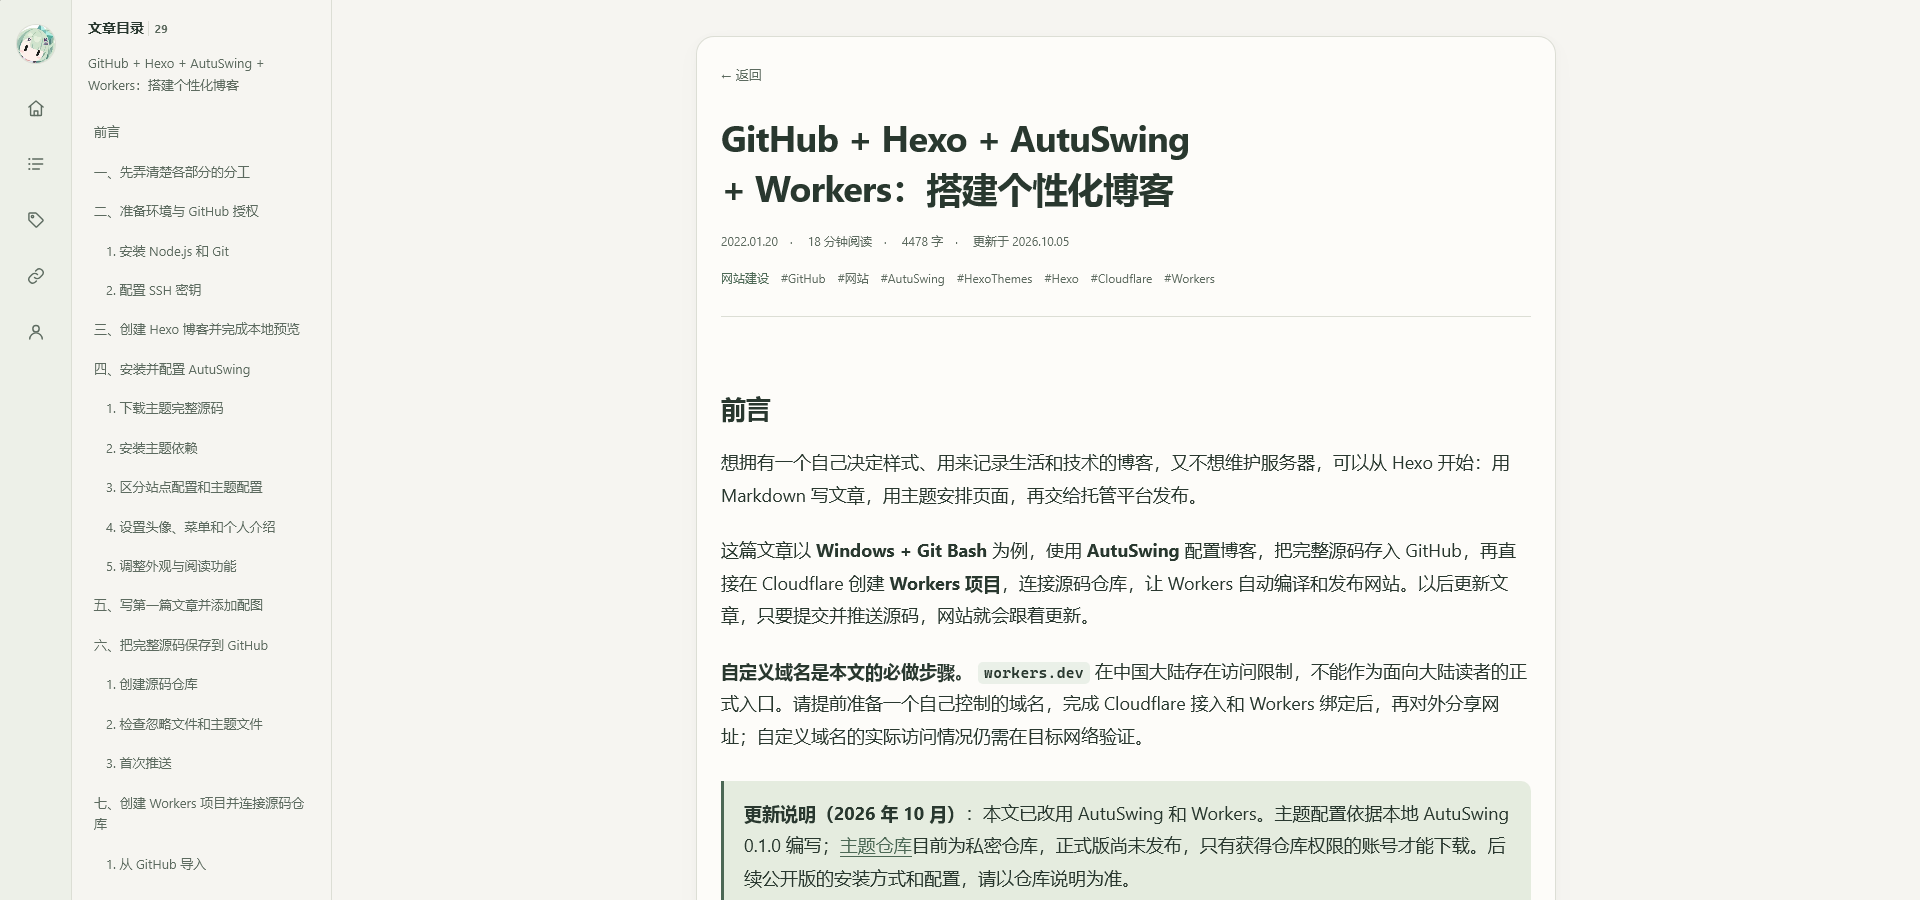 文章目录 29
GitHub + Hexo + AutuSwing +
Workers：搭建个性化博客
前言
一、先弄清楚各部分的分工
二、准备环境与 GitHub 授权
1. 安装 Node.js 和 Git
2. 配置 SSH 密钥
三、创建 Hexo 博客并完成本地预览
四、安装并配置 AutuSwing
1. 下载主题完整源码
2. 安装主题依赖
3. 区分站点配置和主题配置
4. 设置头像、菜单和个人介绍
5. 调整外观与阅读功能
五、写第一篇文章并添加配图
六、把完整源码保存到 GitHub
1. 创建源码仓库
2. 检查忽略文件和主题文件
3. 首次推送
七、创建 Workers 项目并连接源码仓
库
1. 从 GitHub 导入
← 返回
GitHub + Hexo + AutuSwing
+ Workers：搭建个性化博客
2022.01.20 · 18 分钟阅读 · 4478 字 · 更新于 2026.10.05
网站建设 #GitHub #网站 #AutuSwing #HexoThemes #Hexo #Cloudflare #Workers
前言
想拥有一个自己决定样式、用来记录生活和技术的博客，又不想维护服务器，可以从 Hexo 开始：用
Markdown 写文章，用主题安排页面，再交给托管平台发布。
这篇文章以 Windows + Git Bash 为例，使用 AutuSwing 配置博客，把完整源码存入 GitHub，再直
接在 Cloudflare 创建 Workers 项目，连接源码仓库，让 Workers 自动编译和发布网站。以后更新文
章，只要提交并推送源码，网站就会跟着更新。
自定义域名是本文的必做步骤。 workers.dev 在中国大陆存在访问限制，不能作为面向大陆读者的正
式入口。请提前准备一个自己控制的域名，完成 Cloudflare 接入和 Workers 绑定后，再对外分享网
址；自定义域名的实际访问情况仍需在目标网络验证。
更新说明（2026 年 10 月）：本文已改用 AutuSwing 和 Workers。主题配置依据本地 AutuSwing
0.1.0 编写；主题仓库目前为私密仓库，正式版尚未发布，只有获得仓库权限的账号才能下载。后
续公开版的安装方式和配置，请以仓库说明为准。